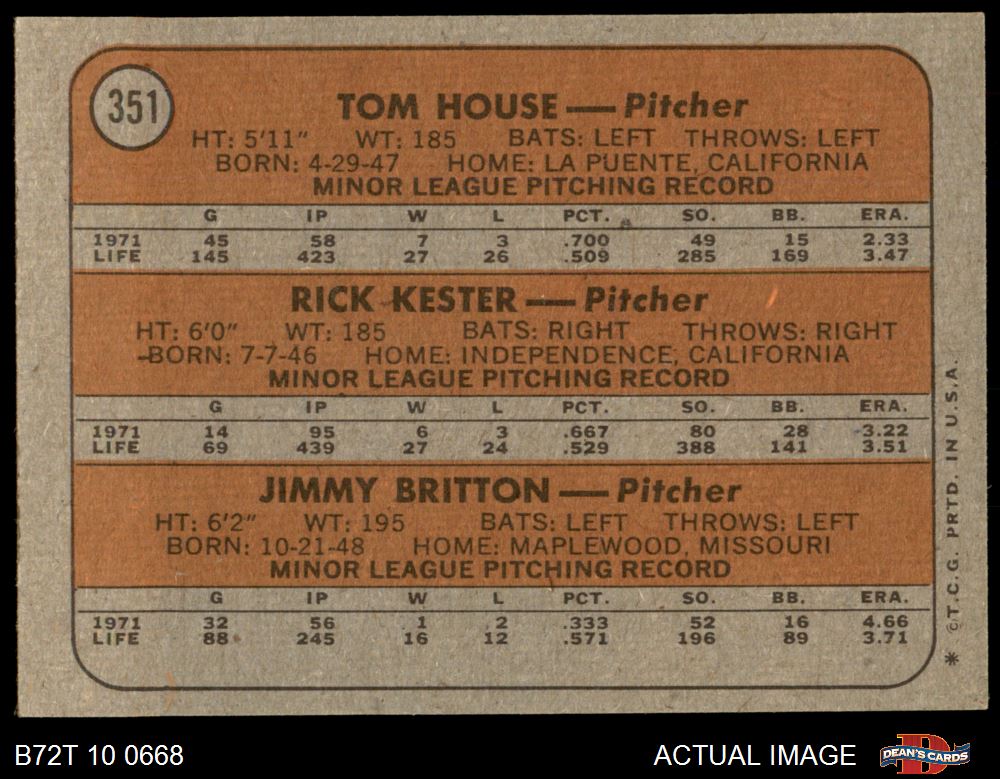 351
TOM HOUSE — Pitcher
HT: 5'11" WT: 185 BATS: LEFT THROWS: LEFT
BORN: 4-29-47 HOME: LA PUENTE, CALIFORNIA
MINOR LEAGUE PITCHING RECORD
G IP W L PCT. SO. BB. ERA.
1971 45 58 7 3 .700 49 15 2.33
LIFE 145 423 27 26 .509 285 169 3.47
RICK KESTER — Pitcher
HT: 6'0" WT: 185 BATS: RIGHT THROWS: RIGHT
BORN: 7-7-46 HOME: INDEPENDENCE, CALIFORNIA
MINOR LEAGUE PITCHING RECORD
G IP W L PCT. SO. BB. ERA.
1971 14 95 6 3 .667 80 28 3.22
LIFE 69 439 27 24 .529 388 141 3.51
JIMMY BRITTON — Pitcher
HT: 6'2" WT: 195 BATS: LEFT THROWS: LEFT
BORN: 10-21-48 HOME: MAPLEWOOD, MISSOURI
MINOR LEAGUE PITCHING RECORD
G IP W L PCT. SO. BB. ERA.
1971 32 56 1 2 .333 52 16 4.66
LIFE 88 245 16 12 .571 196 89 3.71
* ©T.C.G. PRTD. IN U.S.A.
B72T 10 0668
ACTUAL IMAGE
D
DEAN'S CARDS